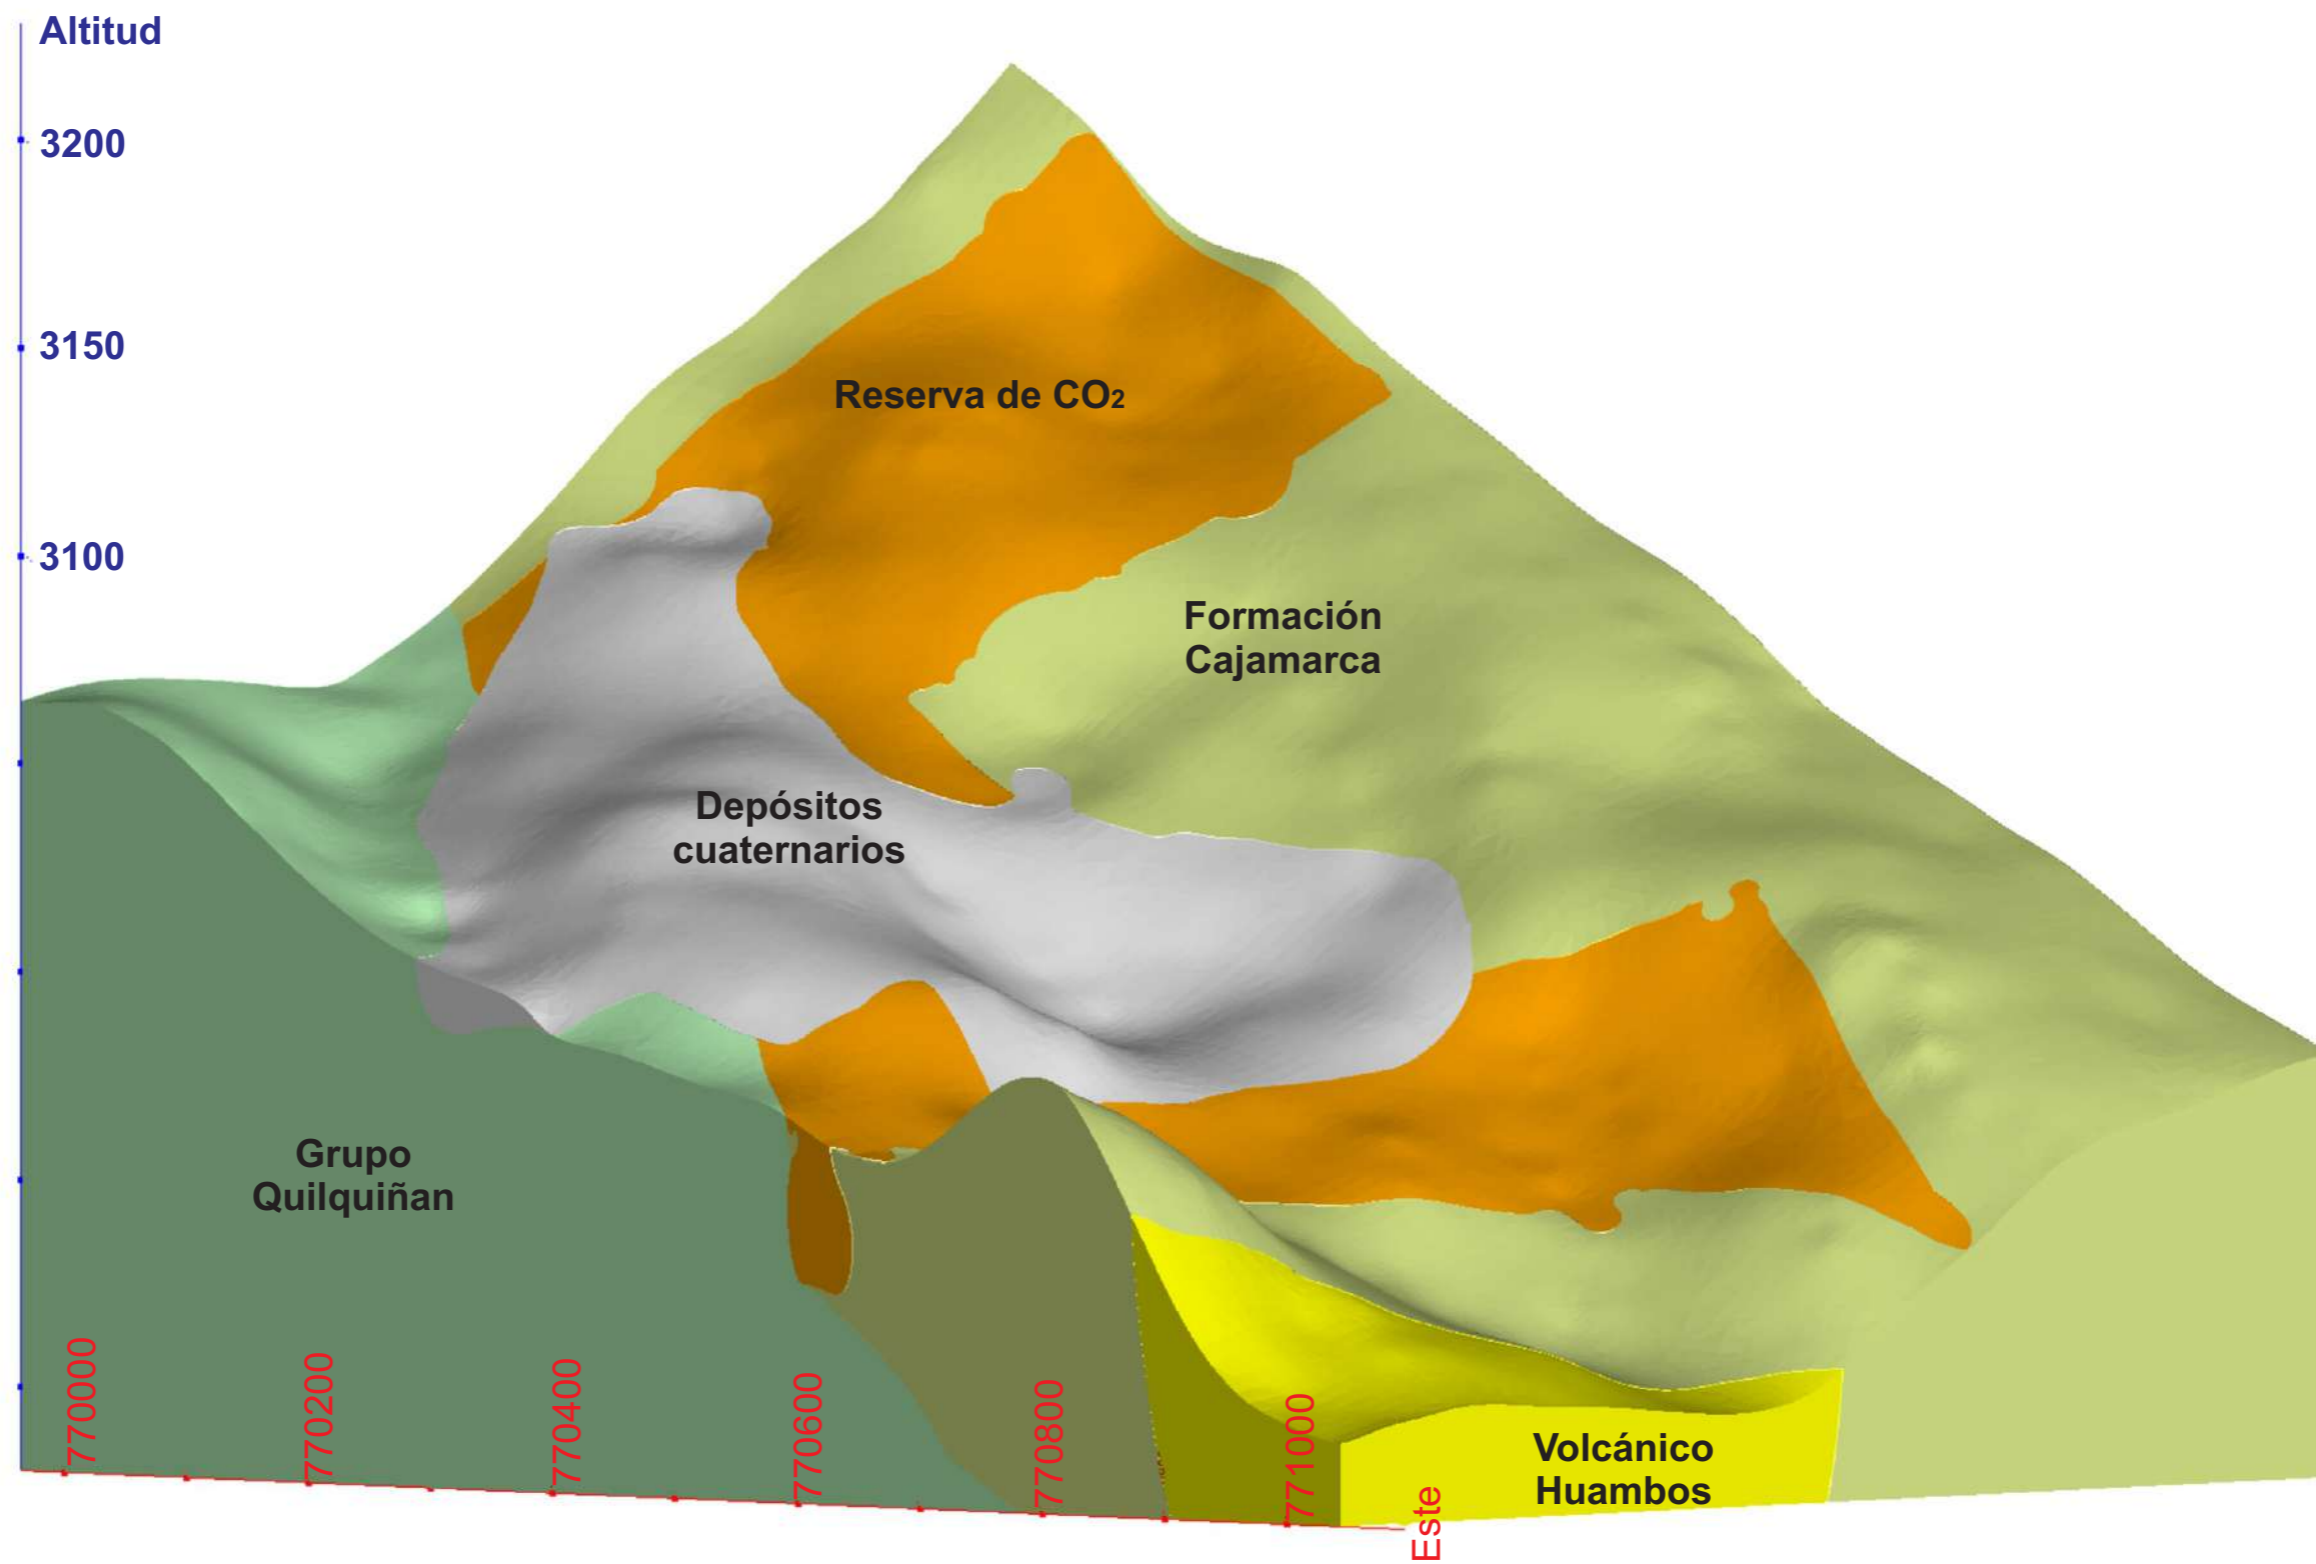 Altitud
3200
3150
Reserva de CO₂
3100
Formación
Cajamarca
Depósitos
cuaternarios
Grupo
Quilquiñan
Volcánico
Huambos
770000
770200
770400
770600
770800
771000
Este